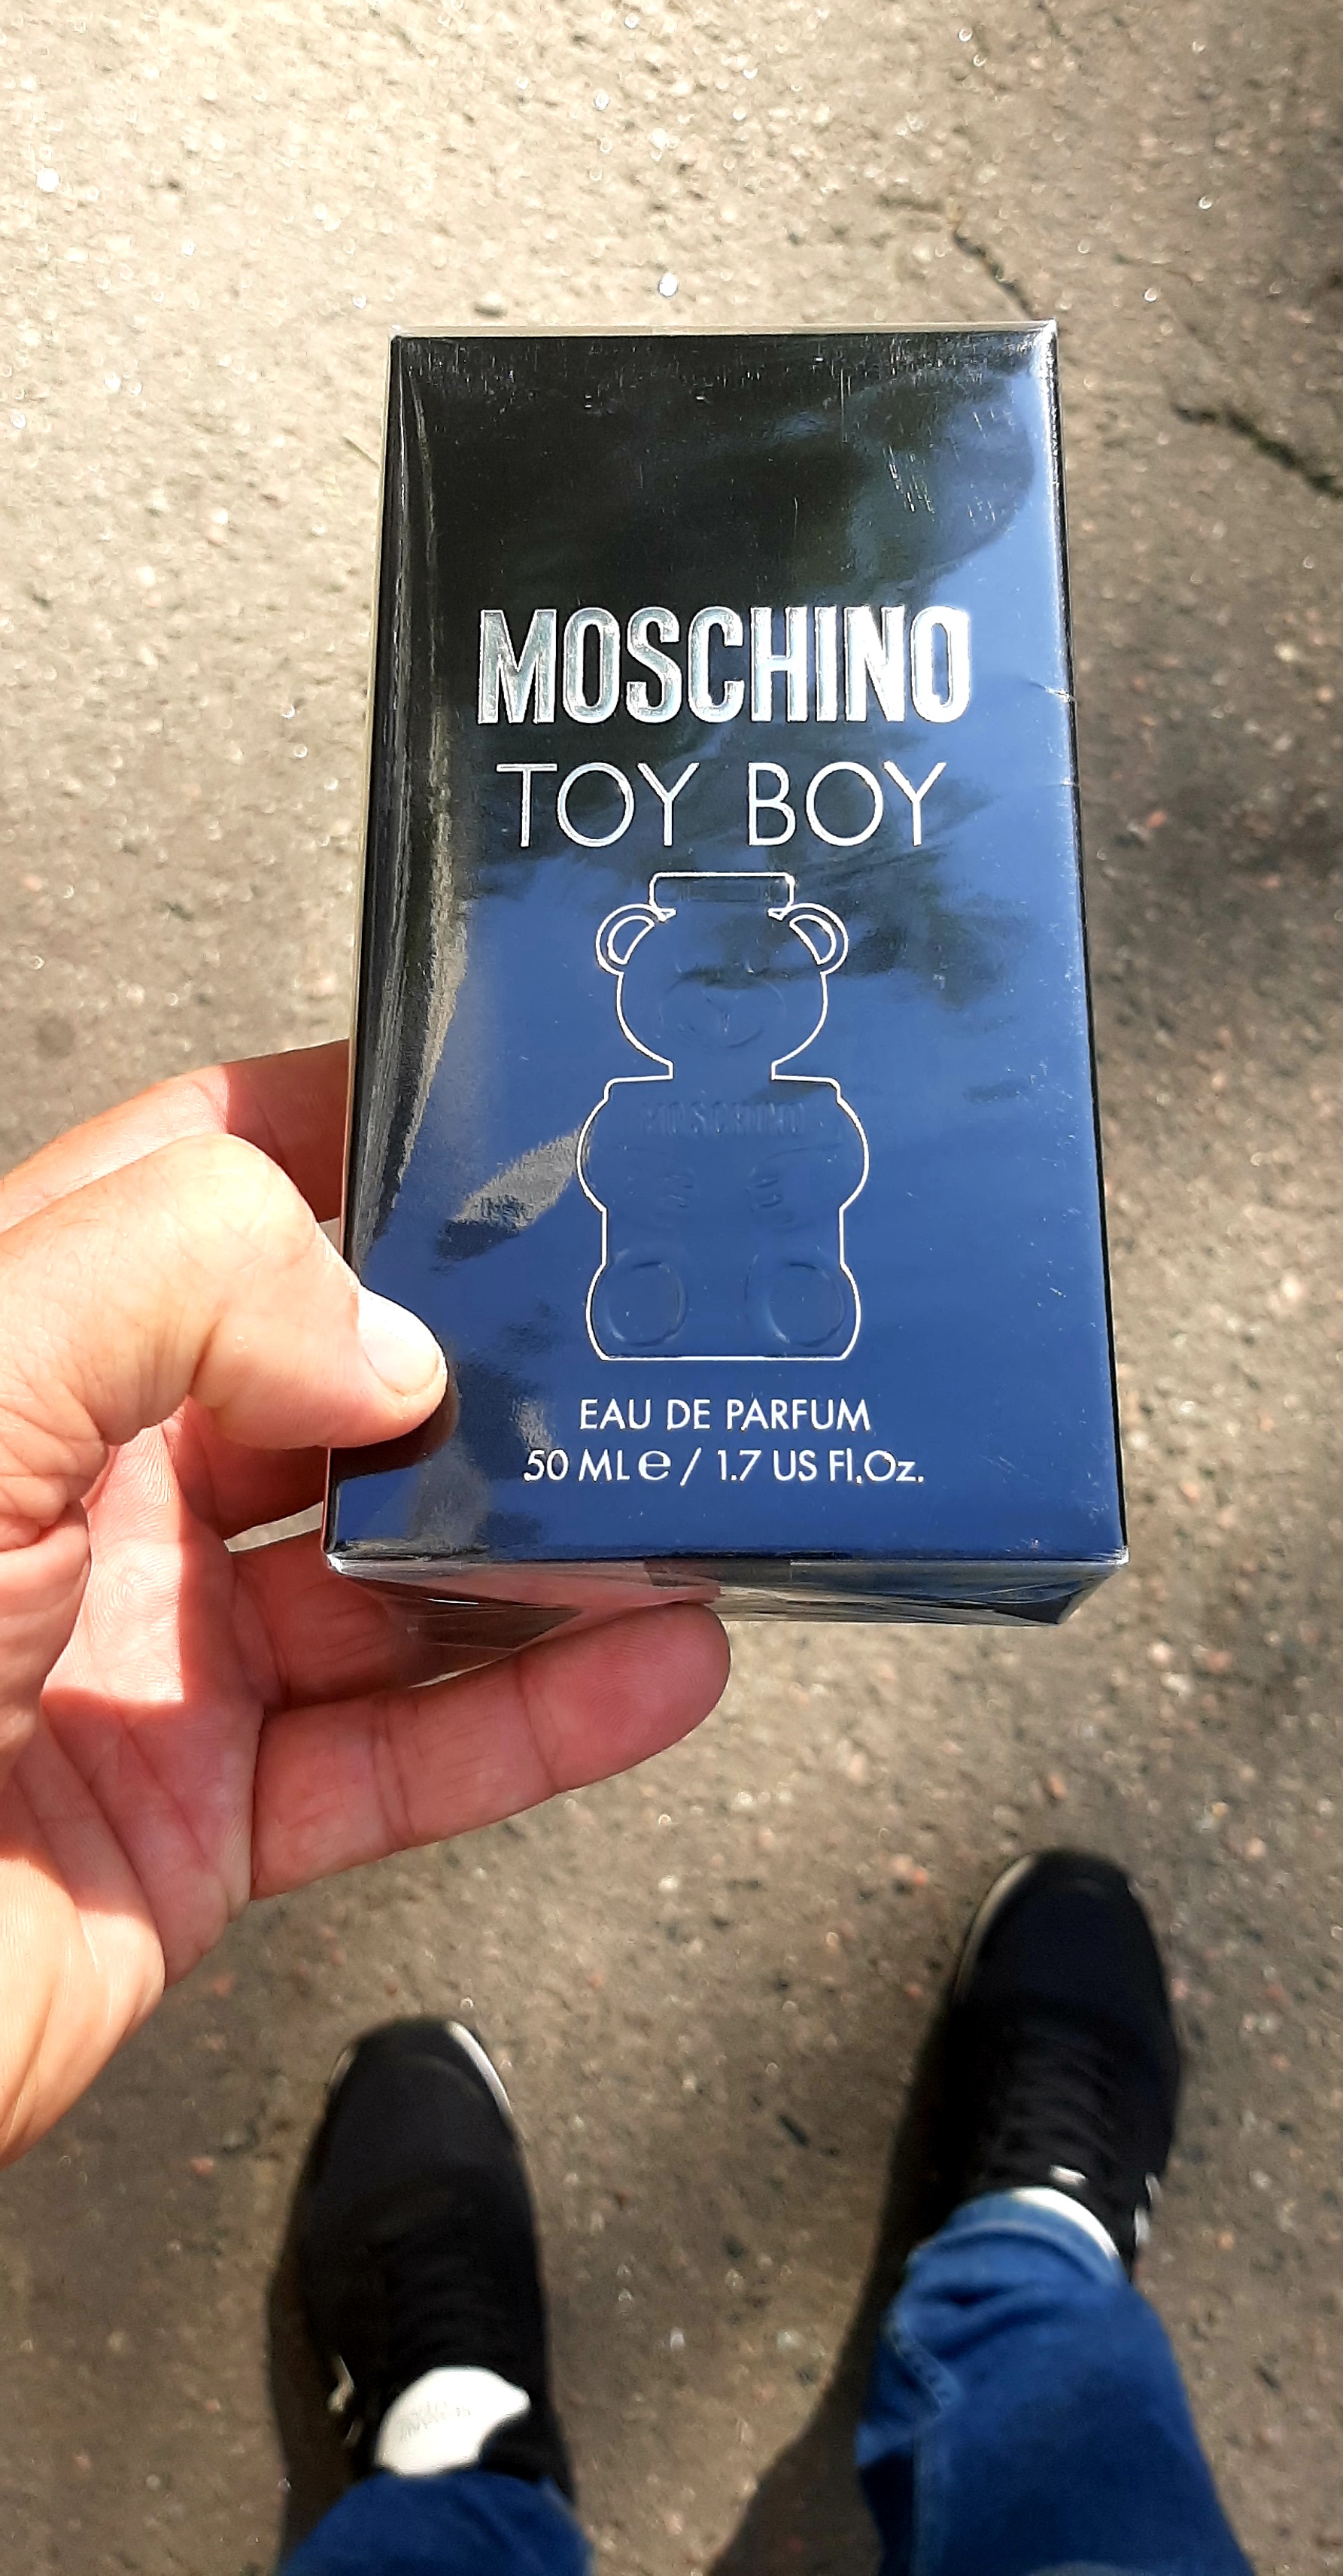 MOSCHINO
TOY BOY
MOSCHINO
EAU DE PARFUM
50 ML ℮ / 1.7 US Fl.Oz.